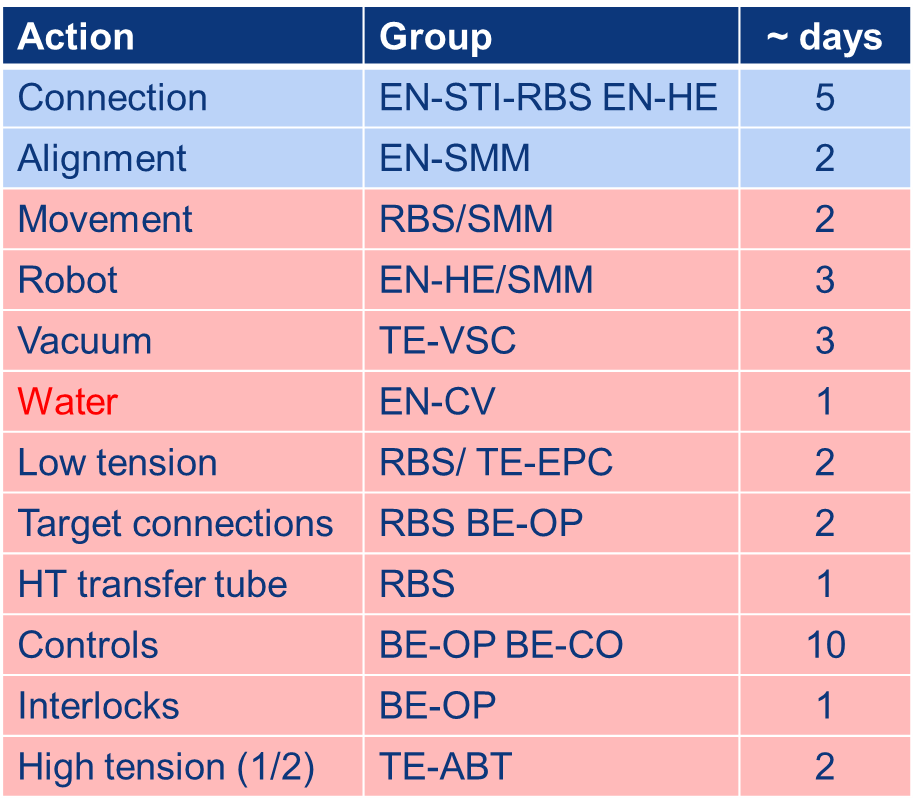 Action Group ~ days
Connection EN-STI-RBS EN-HE 5
Alignment EN-SMM 2
Movement RBS/SMM 2
Robot EN-HE/SMM 3
Vacuum TE-VSC 3
Water EN-CV 1
Low tension RBS/ TE-EPC 2
Target connections RBS BE-OP 2
HT transfer tube RBS 1
Controls BE-OP BE-CO 10
Interlocks BE-OP 1
High tension (1/2) TE-ABT 2